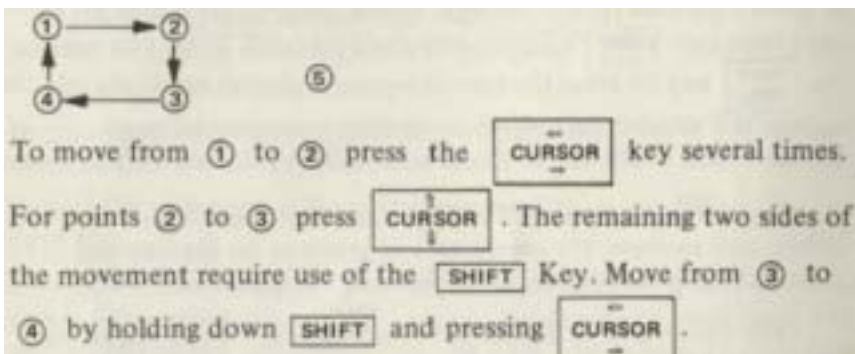 ① ②
④ ③ ⑤
To move from ① to ② press the ⇐ CURSOR ⇒ key several times.
For points ② to ③ press ⇑ CURSOR ⇓ . The remaining two sides of
the movement require use of the SHIFT Key. Move from ③ to
④ by holding down SHIFT and pressing ⇐ CURSOR ⇒ .